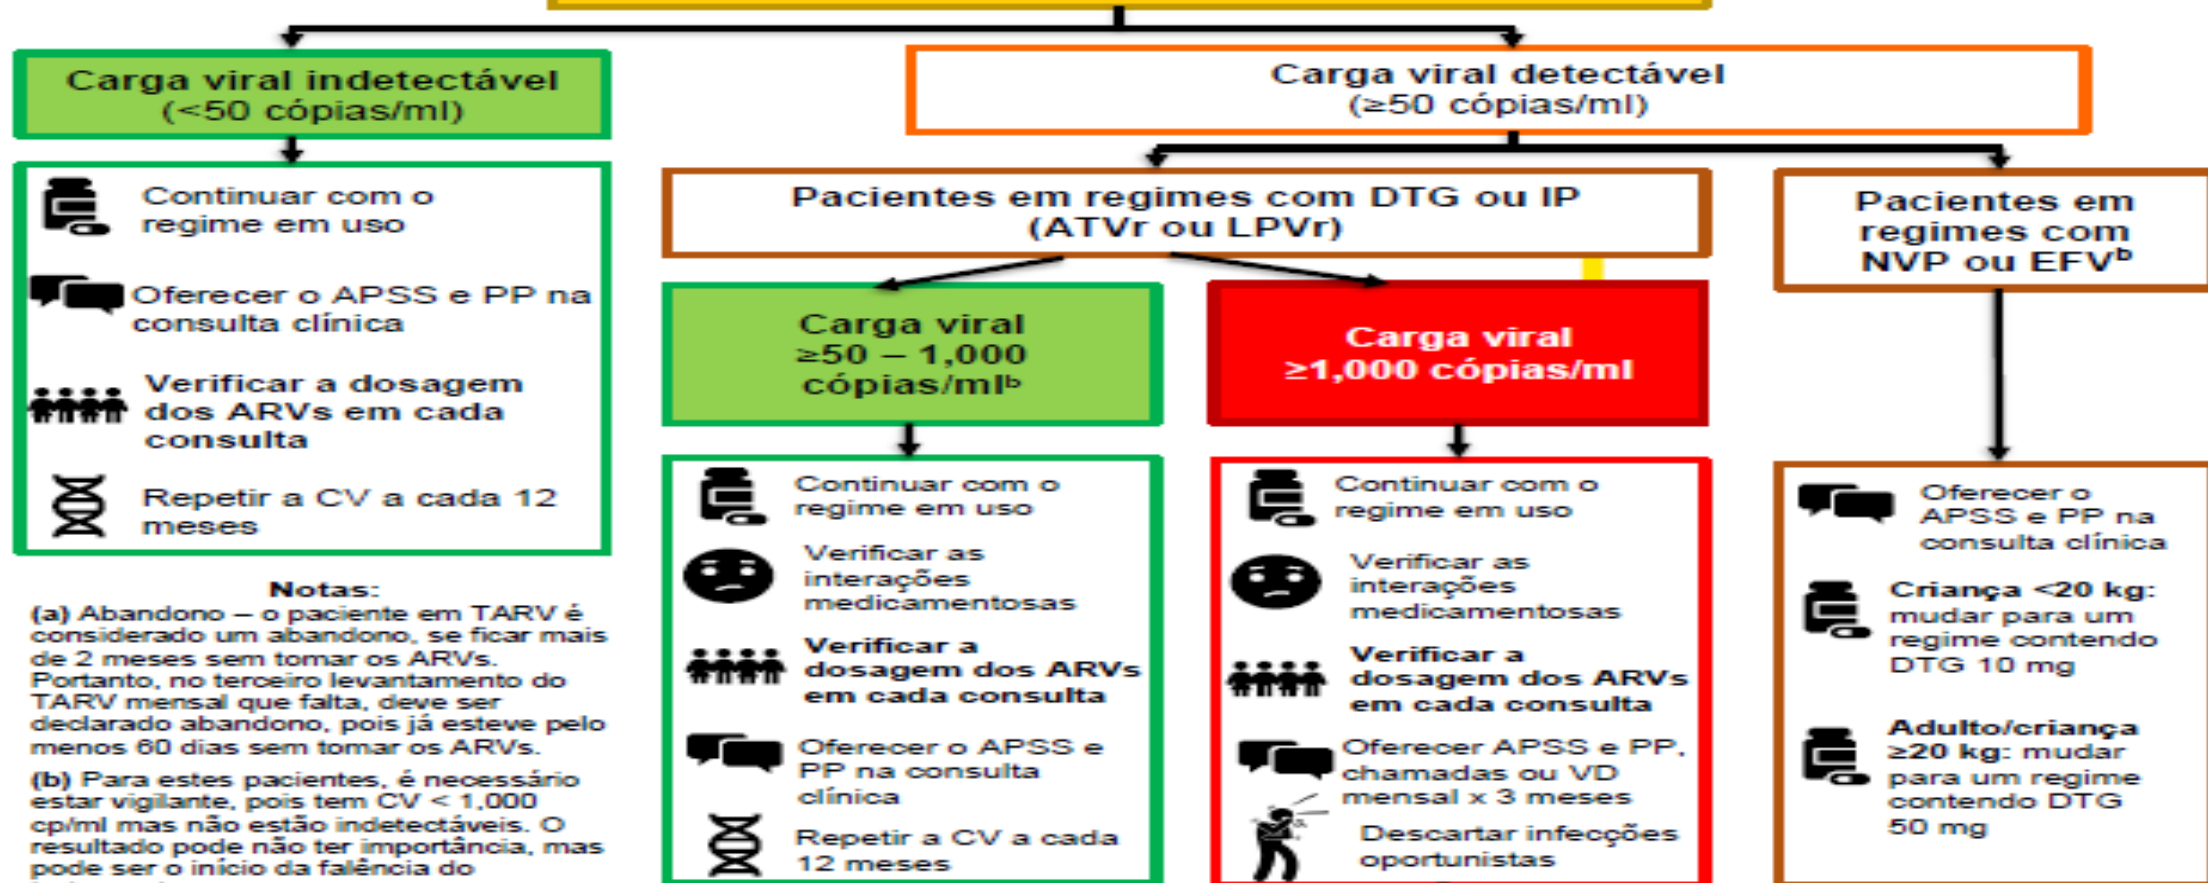 Carga viral indetectável
(<50 cópias/ml)
Continuar com o
regime em uso
Oferecer o APSS e PP na
consulta clínica
Verificar a dosagem
dos ARVs em cada
consulta
Repetir a CV a cada 12
meses
Notas:
(a) Abandono – o paciente em TARV é
considerado um abandono, se ficar mais
de 2 meses sem tomar os ARVs.
Portanto, no terceiro levantamento do
TARV mensal que falta, deve ser
declarado abandono, pois já esteve pelo
menos 60 dias sem tomar os ARVs.
(b) Para estes pacientes, é necessário
estar vigilante, pois tem CV < 1,000
cp/ml mas não estão indetectáveis. O
resultado pode não ter importância, mas
pode ser o início da falência do
Carga viral detectável
(≥50 cópias/ml)
Pacientes em regimes com DTG ou IP
(ATVr ou LPVr)
Carga viral
≥50 – 1,000
cópias/mlᵇ
Continuar com o
regime em uso
Verificar as
interações
medicamentosas
Verificar a
dosagem dos ARVs
em cada consulta
Oferecer o APSS e
PP na consulta
clínica
Repetir a CV a cada
12 meses
Carga viral
≥1,000 cópias/ml
Continuar com o
regime em uso
Verificar as
interações
medicamentosas
Verificar a
dosagem dos ARVs
em cada consulta
Oferecer APSS e PP,
chamadas ou VD
mensal x 3 meses
Descartar infecções
oportunistas
Pacientes em
regimes com
NVP ou EFVᵇ
Oferecer o
APSS e PP na
consulta clínica
Criança <20 kg:
mudar para um
regime contendo
DTG 10 mg
Adulto/criança
≥20 kg: mudar
para um regime
contendo DTG
50 mg